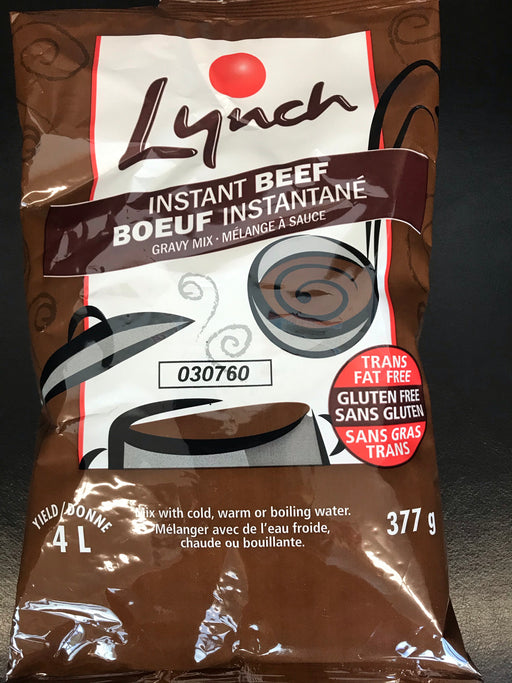 Lynch
INSTANT BEEF
BOEUF INSTANTANÉ
GRAVY MIX · MÉLANGE À SAUCE
030760
TRANS
FAT FREE
GLUTEN FREE
SANS GLUTEN
SANS GRAS
TRANS
YIELD/DONNE
4 L
Mix with cold, warm or boiling water.
Mélanger avec de l'eau froide,
chaude ou bouillante.
377 g